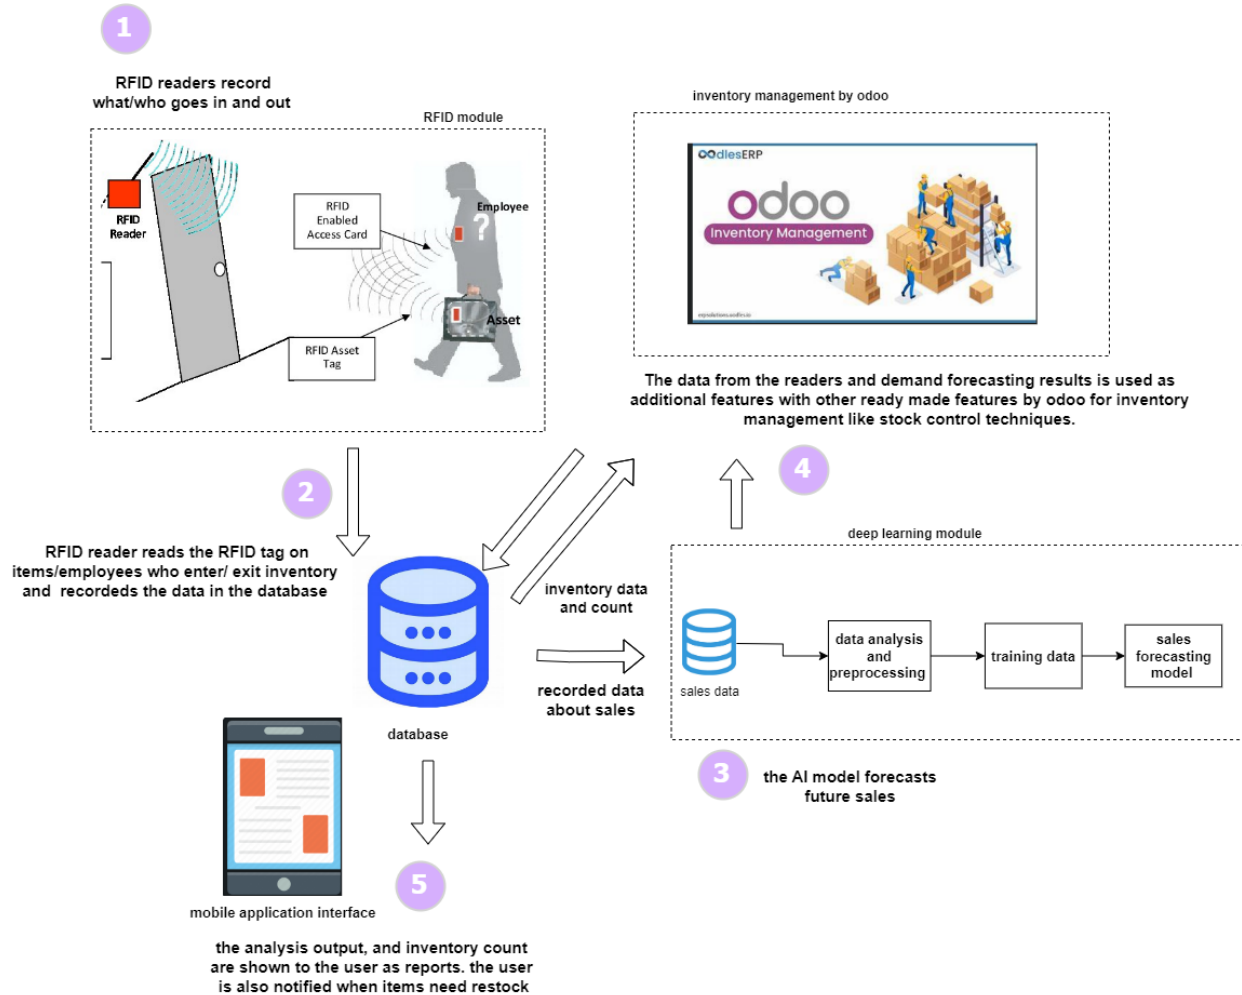 1
RFID readers record
what/who goes in and out
RFID module
RFID
Reader
RFID
Enabled
Access Card
Employee
?
Asset
RFID Asset
Tag
inventory management by odoo
oodlesERP
odoo
Inventory Management
The data from the readers and demand forecasting results is used as
additional features with other ready made features by odoo for inventory
management like stock control techniques.
2
RFID reader reads the RFID tag on
items/employees who enter/ exit inventory
and recordeds the data in the database
4
inventory data
and count
recorded data
about sales
database
deep learning module
sales data
data analysis
and
preprocessing
training data
sales
forecasting
model
3
the AI model forecasts
future sales
mobile application interface
5
the analysis output, and inventory count
are shown to the user as reports. the user
is also notified when items need restock